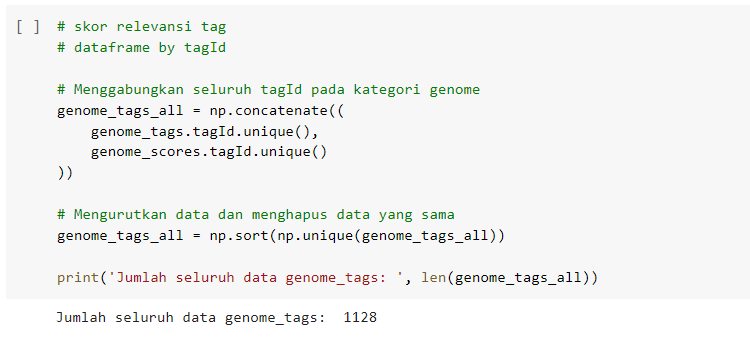 [ ] # skor relevansi tag
# dataframe by tagId
# Menggabungkan seluruh tagId pada kategori genome
genome_tags_all = np.concatenate((
    genome_tags.tagId.unique(),
    genome_scores.tagId.unique()
))
# Mengurutkan data dan menghapus data yang sama
genome_tags_all = np.sort(np.unique(genome_tags_all))
print('Jumlah seluruh data genome_tags: ', len(genome_tags_all))
Jumlah seluruh data genome_tags:  1128